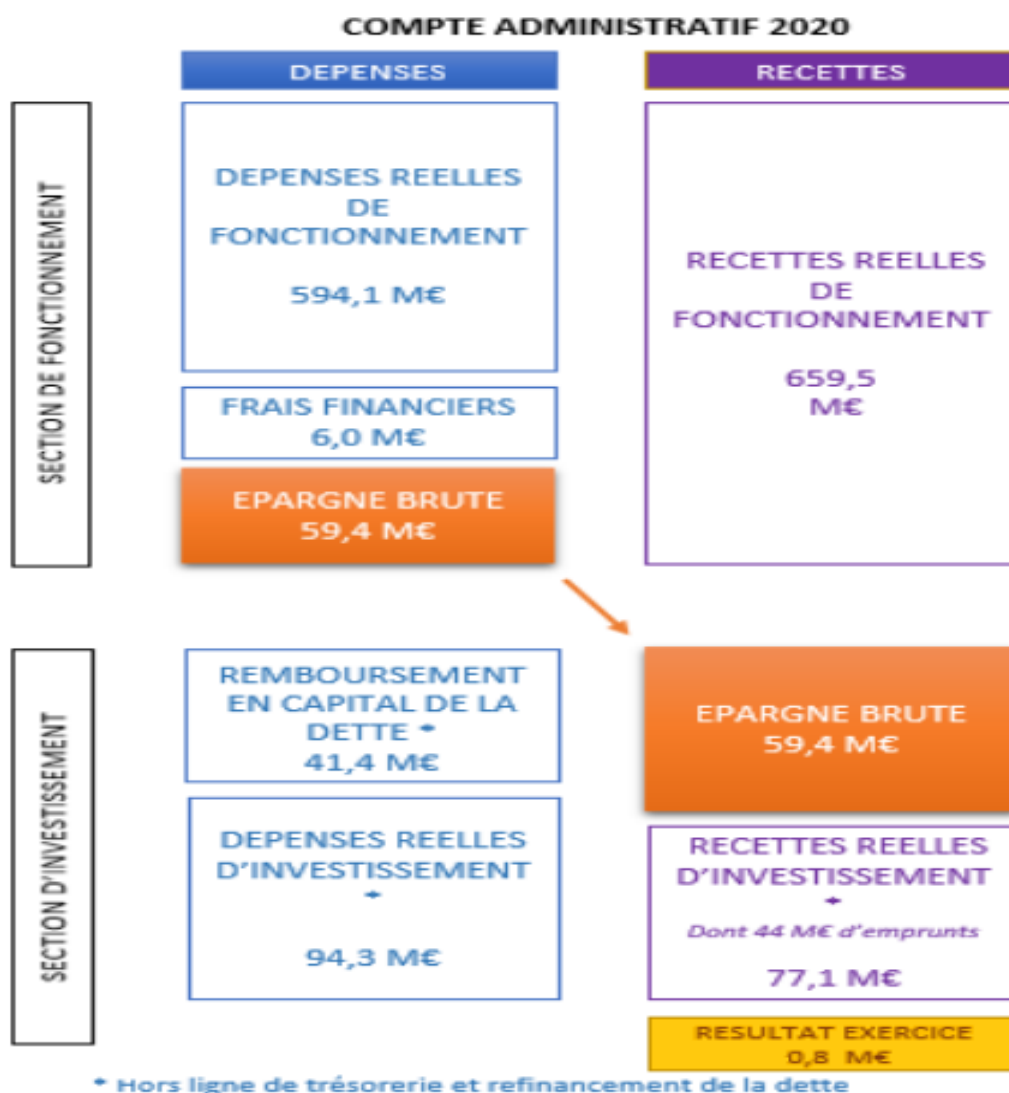 COMPTE ADMINISTRATIF 2020
DEPENSES
RECETTES
SECTION DE FONCTIONNEMENT
DEPENSES REELLES
DE
FONCTIONNEMENT
594,1 M€
FRAIS FINANCIERS
6,0 M€
EPARGNE BRUTE
59,4 M€
RECETTES REELLES
DE
FONCTIONNEMENT
659,5
M€
SECTION D'INVESTISSEMENT
REMBOURSEMENT
EN CAPITAL DE LA
DETTE *
41,4 M€
DEPENSES REELLES
D'INVESTISSEMENT
*
94,3 M€
EPARGNE BRUTE
59,4 M€
RECETTES REELLES
D'INVESTISSEMENT
*
Dont 44 M€ d'emprunts
77,1 M€
RESULTAT EXERCICE
0,8 M€
* Hors ligne de trésorerie et refinancement de la dette